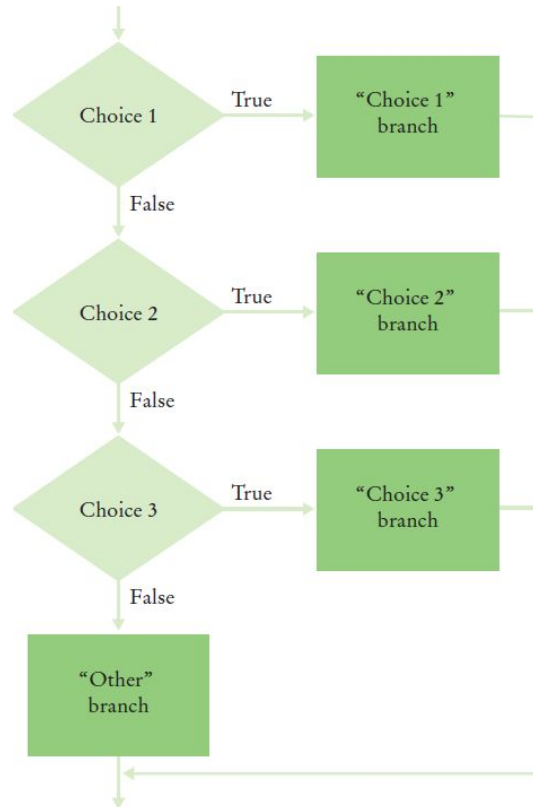 Choice 1
True
“Choice 1”
branch
False
Choice 2
True
“Choice 2”
branch
False
Choice 3
True
“Choice 3”
branch
False
“Other”
branch